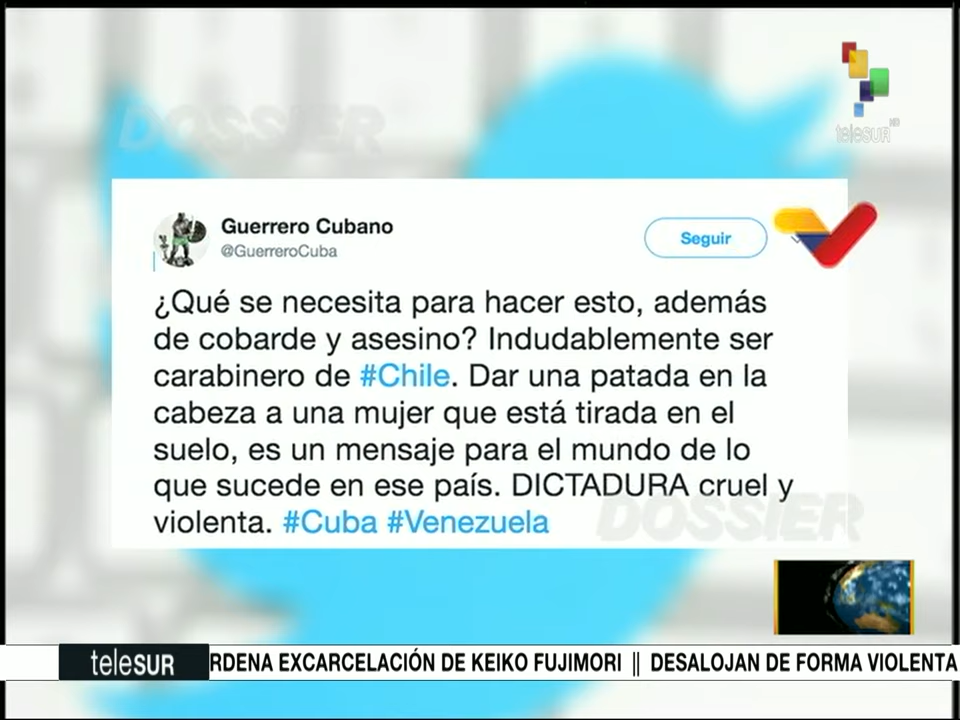 DOSSIER
teleSUR HD
Guerrero Cubano
@GuerreroCuba
Seguir
¿Qué se necesita para hacer esto, además
de cobarde y asesino? Indudablemente ser
carabinero de #Chile. Dar una patada en la
cabeza a una mujer que está tirada en el
suelo, es un mensaje para el mundo de lo
que sucede en ese país. DICTADURA cruel y
violenta. #Cuba #Venezuela
DOSSIER
teleSUR RDENA EXCARCELACIÓN DE KEIKO FUJIMORI || DESALOJAN DE FORMA VIOLENTA